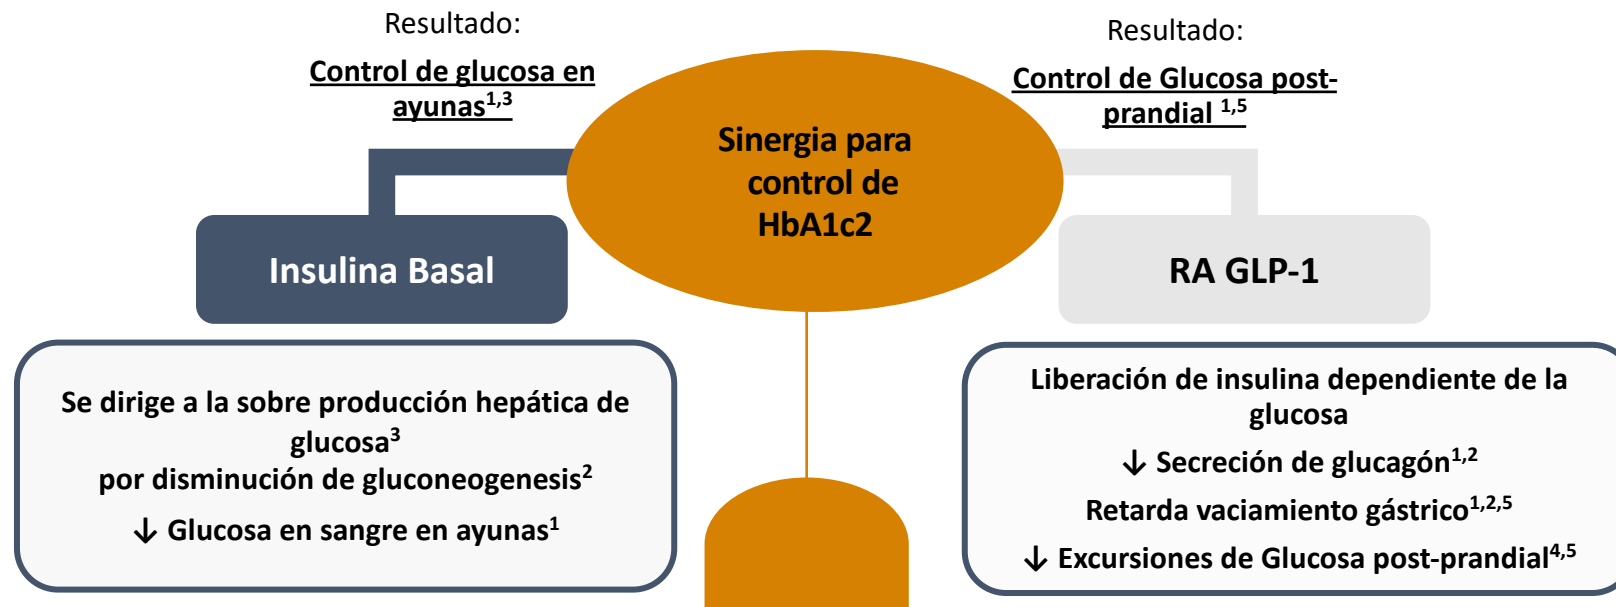 Resultado:
Control de glucosa en
ayunas1,3
Insulina Basal
Se dirige a la sobre producción hepática de
glucosa3
por disminución de gluconeogenesis2
↓ Glucosa en sangre en ayunas1
Sinergia para
control de
HbA1c2
Resultado:
Control de Glucosa post-
prandial 1,5
RA GLP-1
Liberación de insulina dependiente de la
glucosa
↓ Secreción de glucagón1,2
Retarda vaciamiento gástrico1,2,5
↓ Excursiones de Glucosa post-prandial4,5